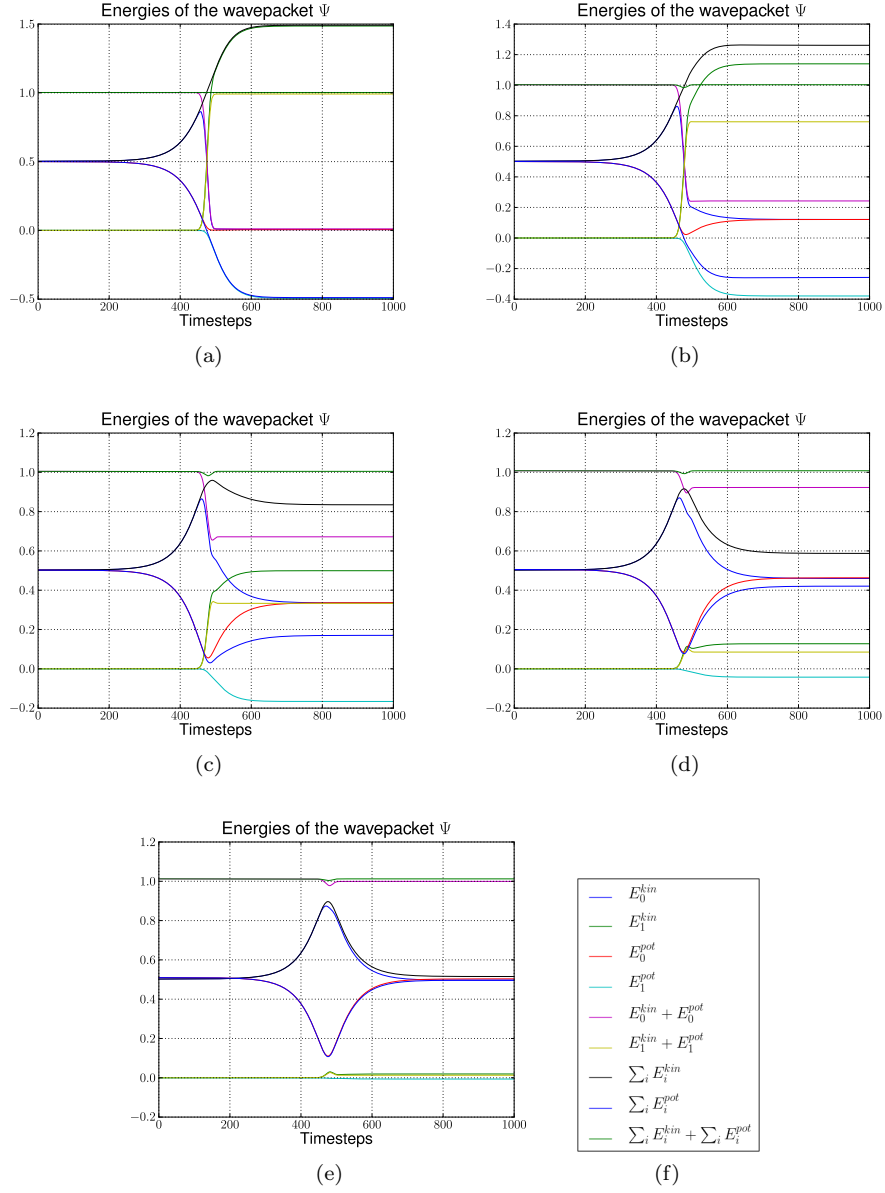 Energies of the wavepacket Ψ
1.5
1.0
0.5
0.0
−0.5
0 200 400 600 800 1000
Timesteps
(a)
Energies of the wavepacket Ψ
1.4
1.2
1.0
0.8
0.6
0.4
0.2
0.0
−0.2
−0.4
0 200 400 600 800 1000
Timesteps
(b)
Energies of the wavepacket Ψ
1.2
1.0
0.8
0.6
0.4
0.2
0.0
−0.2
0 200 400 600 800 1000
Timesteps
(c)
Energies of the wavepacket Ψ
1.2
1.0
0.8
0.6
0.4
0.2
0.0
−0.2
0 200 400 600 800 1000
Timesteps
(d)
Energies of the wavepacket Ψ
1.2
1.0
0.8
0.6
0.4
0.2
0.0
−0.2
0 200 400 600 800 1000
Timesteps
(e)
$E_0^{kin}$
$E_1^{kin}$
$E_0^{pot}$
$E_1^{pot}$
$E_0^{kin} + E_0^{pot}$
$E_1^{kin} + E_1^{pot}$
$\sum_i E_i^{kin}$
$\sum_i E_i^{pot}$
$\sum_i E_i^{kin} + \sum_i E_i^{pot}$
(f)